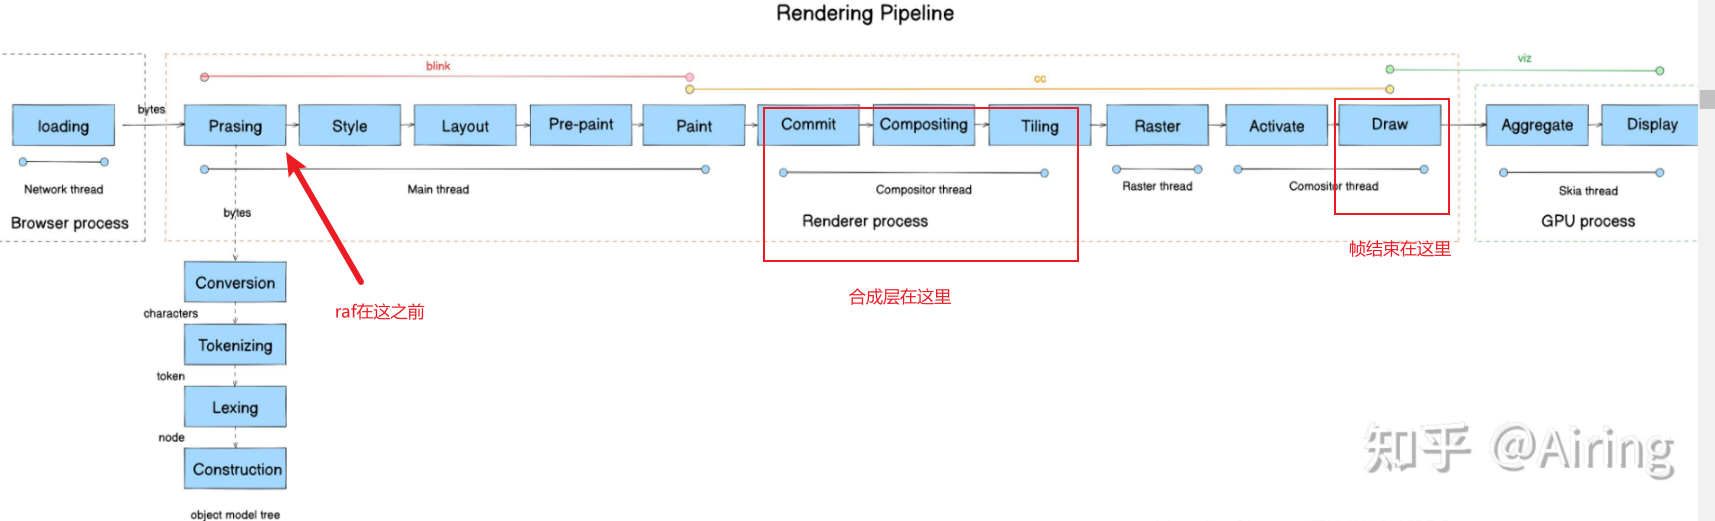 Rendering Pipeline
blink
viz
cc
bytes
loading
Prasing
Style
Layout
Pre-paint
Paint
Commit
Compositing
Tiling
Raster
Activate
Draw
Aggregate
Display
Network thread
Main thread
Compositor thread
Raster thread
Comositor thread
Skia thread
Browser process
bytes
Renderer process
GPU process
帧结束在这里
Conversion
合成层在这里
characters
raf在这之前
Tokenizing
token
Lexing
node
Construction
object model tree
知乎 @Airing